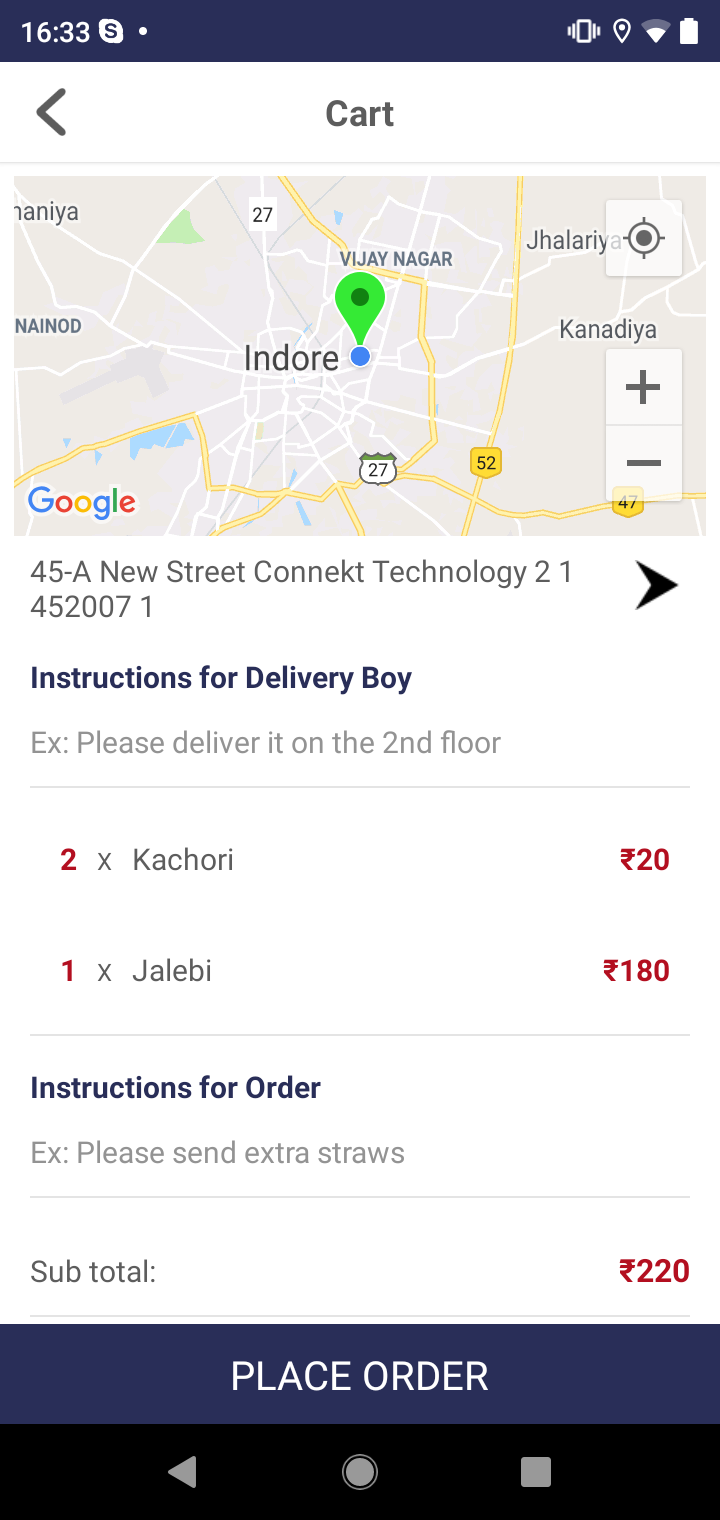 16:33
Cart
naniya
27
Jhalariya
VIJAY NAGAR
NAINOD
Kanadiya
Indore
27
52
47
Google
45-A New Street Connekt Technology 2 1
452007 1
Instructions for Delivery Boy
Ex: Please deliver it on the 2nd floor
2 x Kachori ₹20
1 x Jalebi ₹180
Instructions for Order
Ex: Please send extra straws
Sub total: ₹220
PLACE ORDER